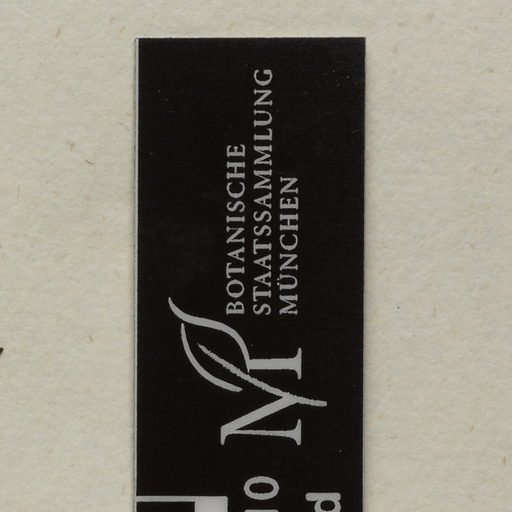 BOTANISCHE
STAATSSAMMLUNG
MÜNCHEN
M